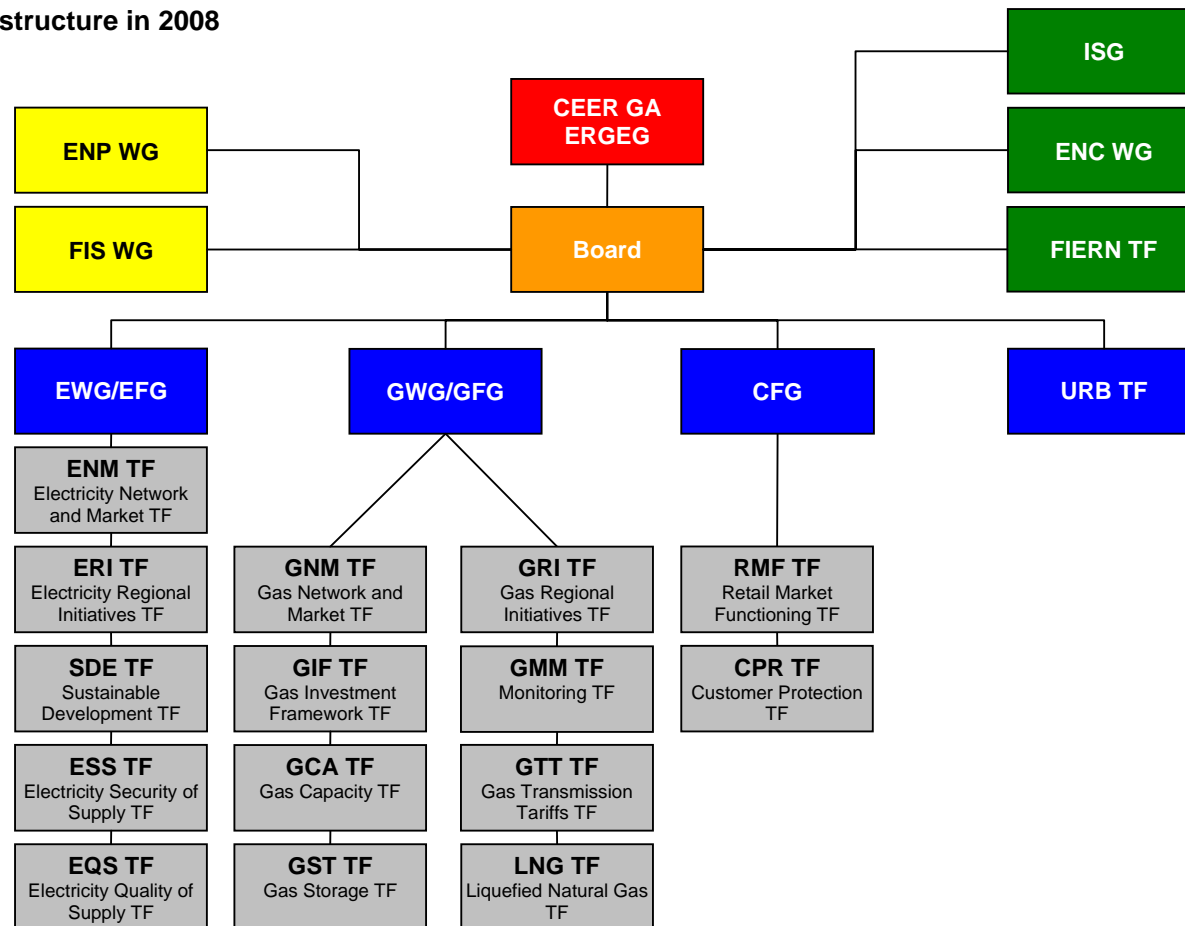 structure in 2008
ISG
CEER GA
ERGEG
ENP WG
ENC WG
FIS WG
Board
FIERN TF
EWG/EFG
GWG/GFG
CFG
URB TF
ENM TF
Electricity Network
and Market TF
ERI TF
Electricity Regional
Initiatives TF
GNM TF
Gas Network and
Market TF
GRI TF
Gas Regional
Initiatives TF
RMF TF
Retail Market
Functioning TF
SDE TF
Sustainable
Development TF
GIF TF
Gas Investment
Framework TF
GMM TF
Monitoring TF
CPR TF
Customer Protection
TF
ESS TF
Electricity Security of
Supply TF
GCA TF
Gas Capacity TF
GTT TF
Gas Transmission
Tariffs TF
EQS TF
Electricity Quality of
Supply TF
GST TF
Gas Storage TF
LNG TF
Liquefied Natural Gas
TF